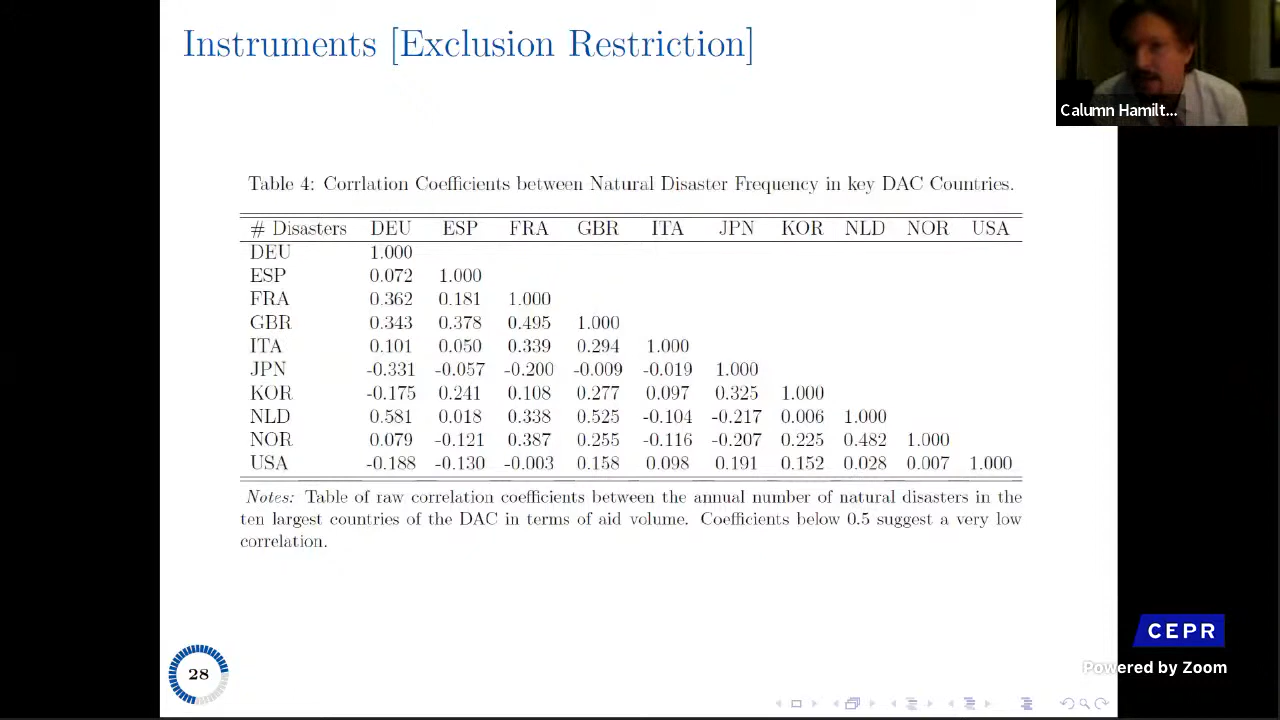 Instruments [Exclusion Restriction]
Calumn Hamilt...
Table 4: Corrlation Coefficients between Natural Disaster Frequency in key DAC Countries.
# Disasters DEU ESP FRA GBR ITA JPN KOR NLD NOR USA
DEU 1.000
ESP 0.072 1.000
FRA 0.362 0.181 1.000
GBR 0.343 0.378 0.495 1.000
ITA 0.101 0.050 0.339 0.294 1.000
JPN -0.331 -0.057 -0.200 -0.009 -0.019 1.000
KOR -0.175 0.241 0.108 0.277 0.097 0.325 1.000
NLD 0.581 0.018 0.338 0.525 -0.104 -0.217 0.006 1.000
NOR 0.079 -0.121 0.387 0.255 -0.116 -0.207 0.225 0.482 1.000
USA -0.188 -0.130 -0.003 0.158 0.098 0.191 0.152 0.028 0.007 1.000
Notes: Table of raw correlation coefficients between the annual number of natural disasters in the
ten largest countries of the DAC in terms of aid volume. Coefficients below 0.5 suggest a very low
correlation.
CEPR
Powered by Zoom
28